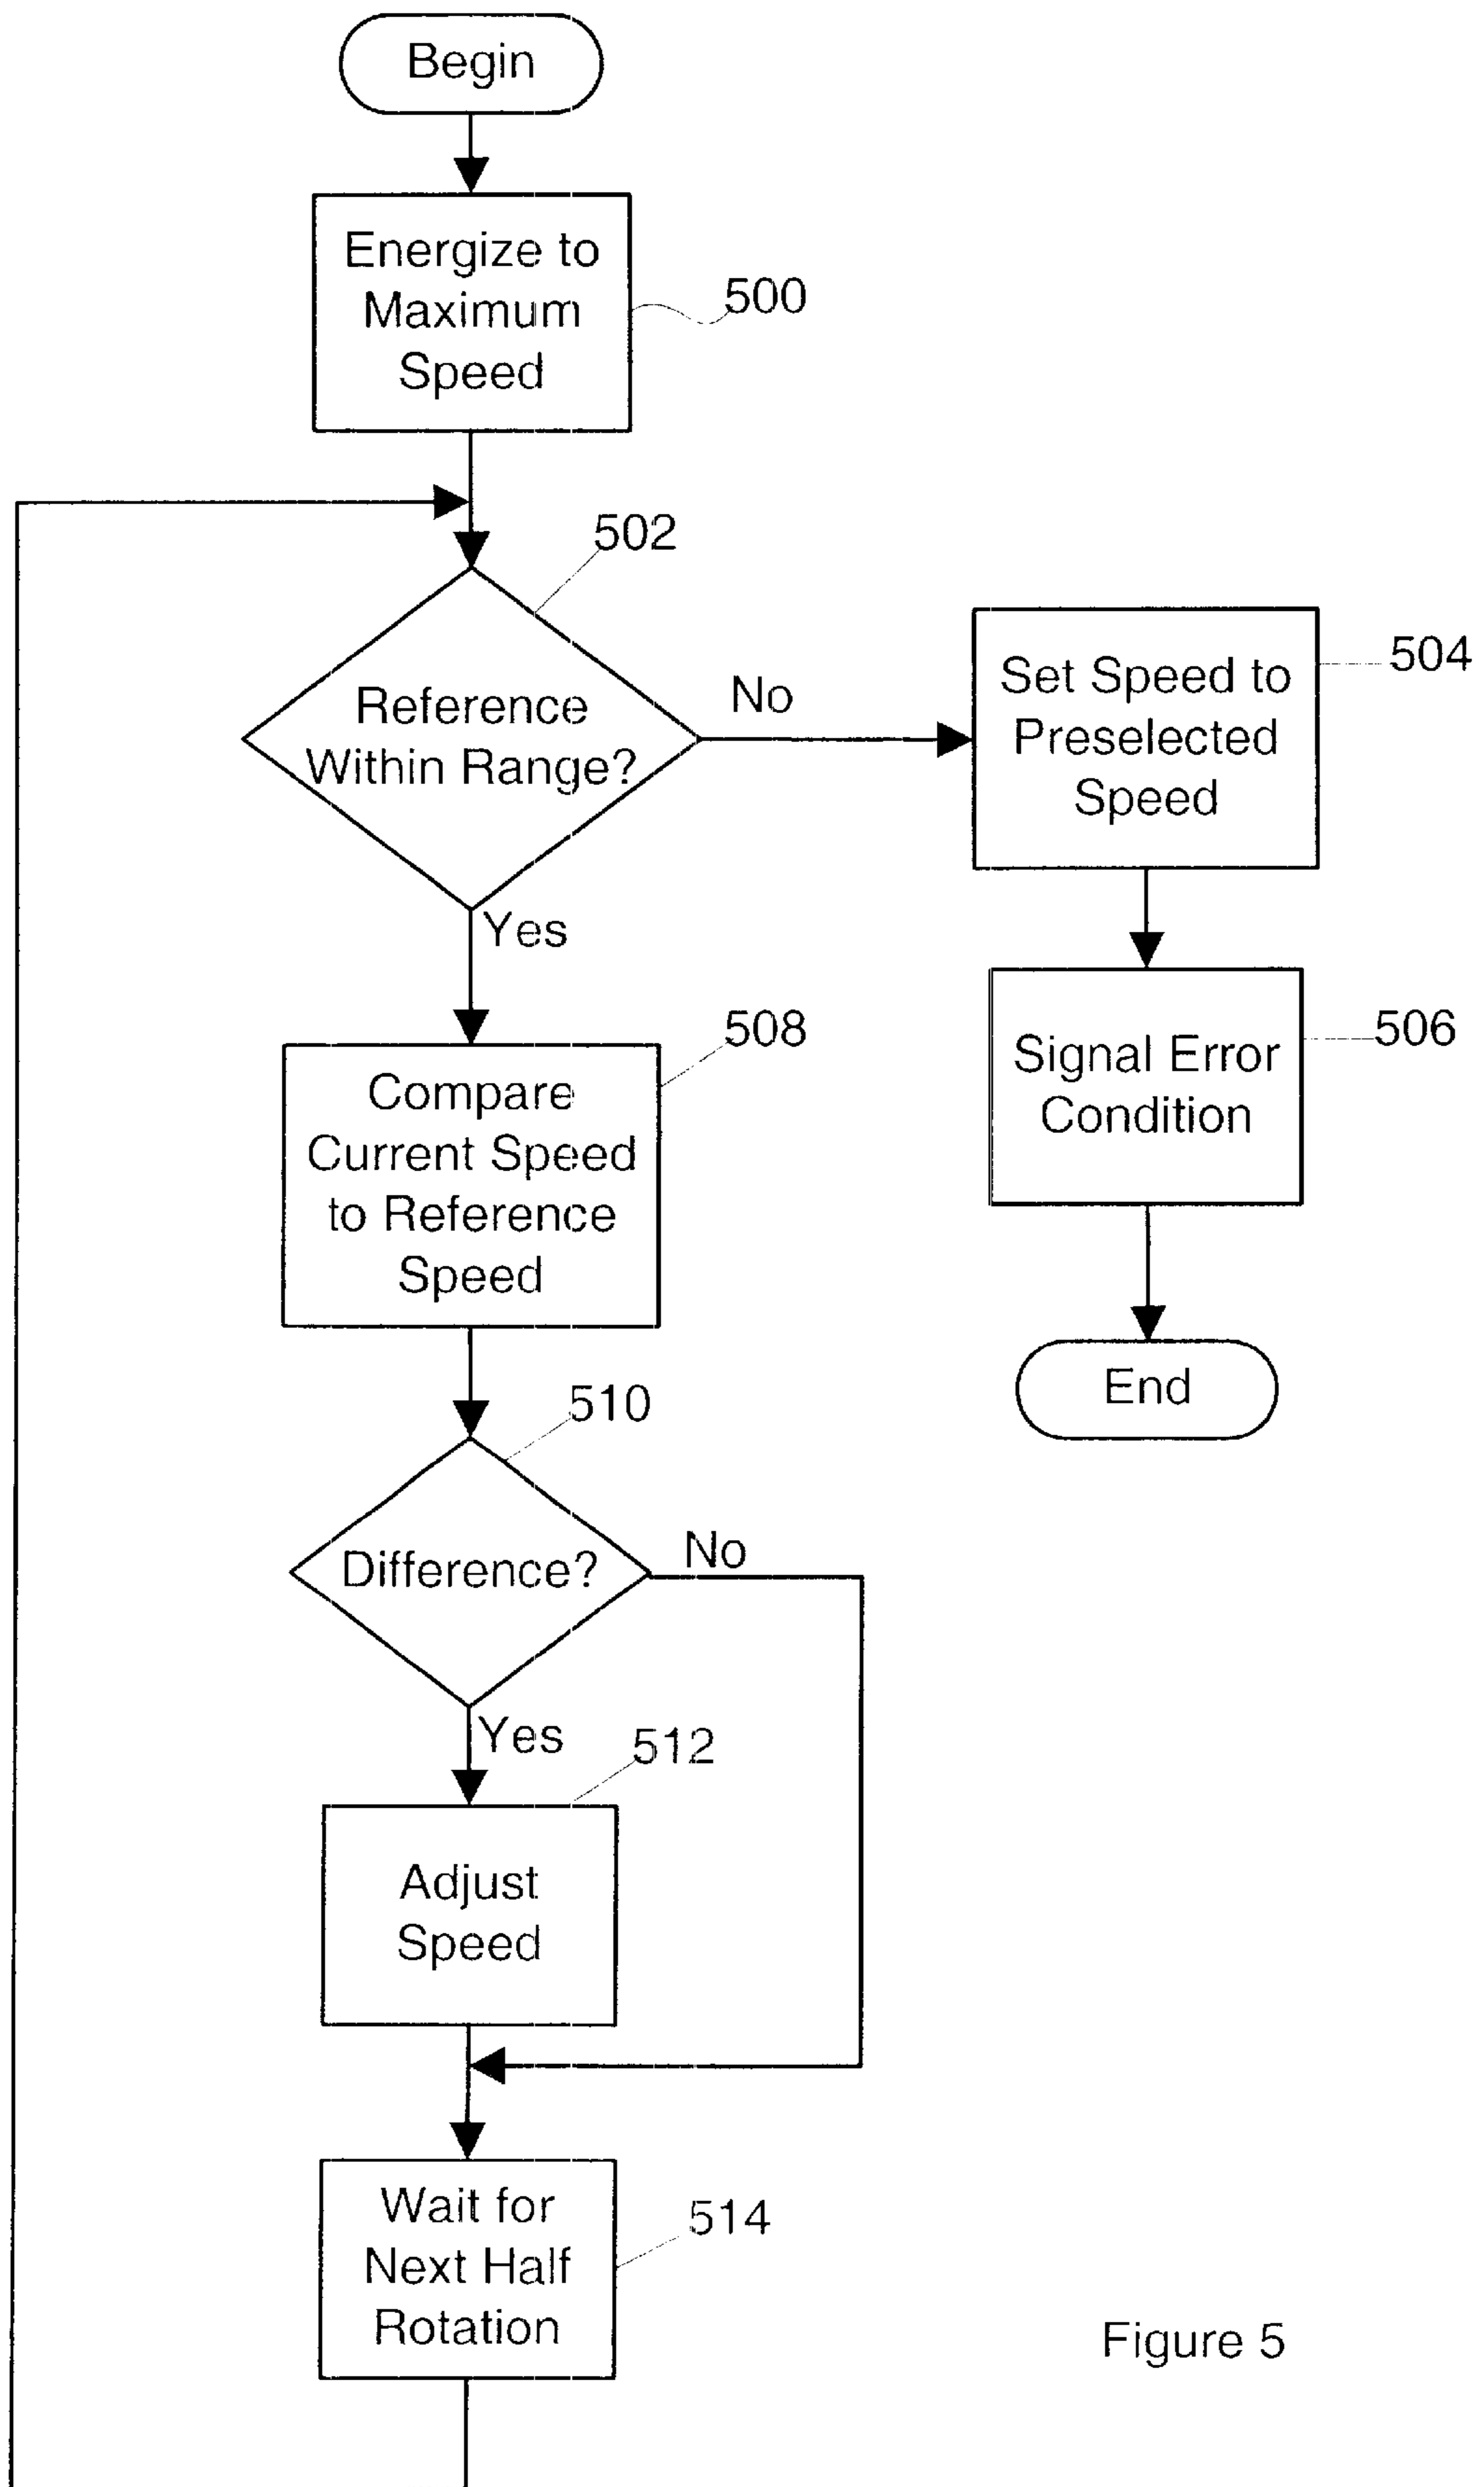 Begin
Energize to
Maximum
Speed
500
502
Reference
Within Range?
No
Yes
Set Speed to
Preselected
Speed
504
Signal Error
Condition
506
End
Compare
Current Speed
to Reference
Speed
508
510
Difference?
No
Yes
512
Adjust
Speed
Wait for
Next Half
Rotation
514
Figure 5